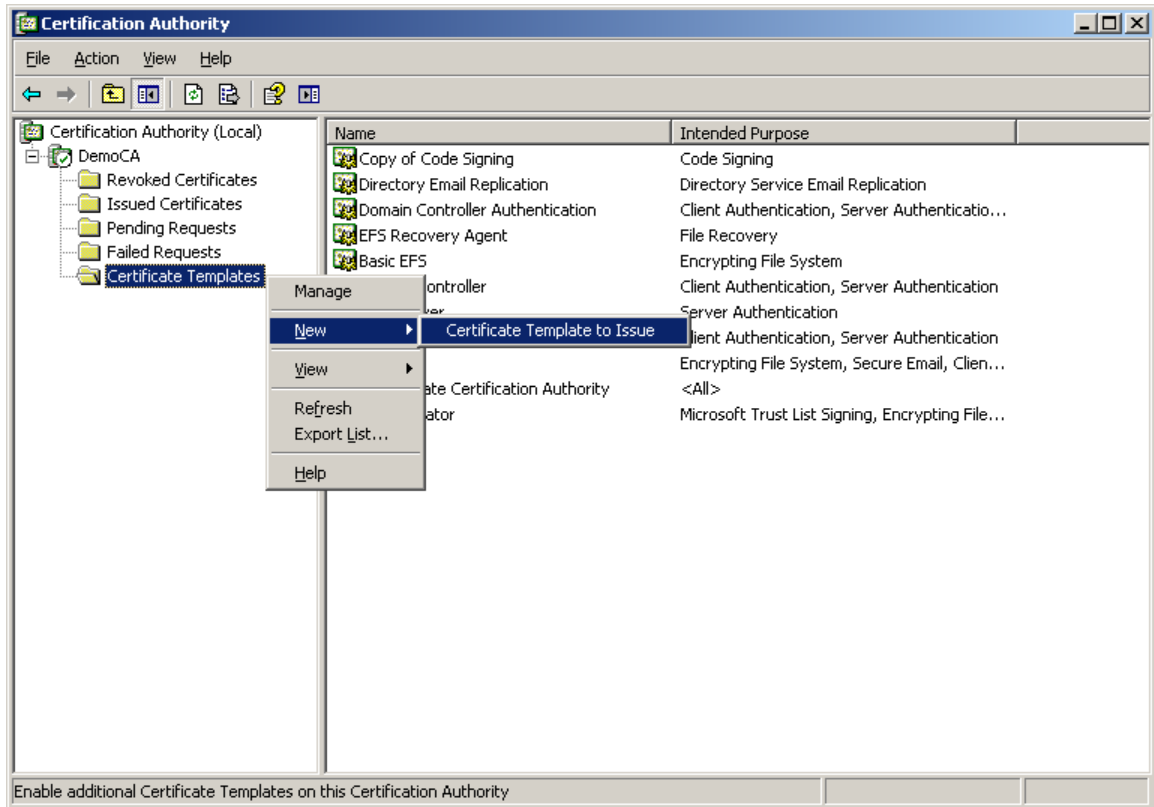 Certification Authority
File Action View Help
Certification Authority (Local)
DemoCA
Revoked Certificates
Issued Certificates
Pending Requests
Failed Requests
Certificate Templates
Name Intended Purpose
Copy of Code Signing Code Signing
Directory Email Replication Directory Service Email Replication
Domain Controller Authentication Client Authentication, Server Authenticatio...
EFS Recovery Agent File Recovery
Basic EFS Encrypting File System
ontroller Client Authentication, Server Authentication
Server Authentication
lient Authentication, Server Authentication
Encrypting File System, Secure Email, Clien...
ate Certification Authority <All>
ator Microsoft Trust List Signing, Encrypting File...
Manage
New
Certificate Template to Issue
View
Refresh
Export List...
Help
Enable additional Certificate Templates on this Certification Authority